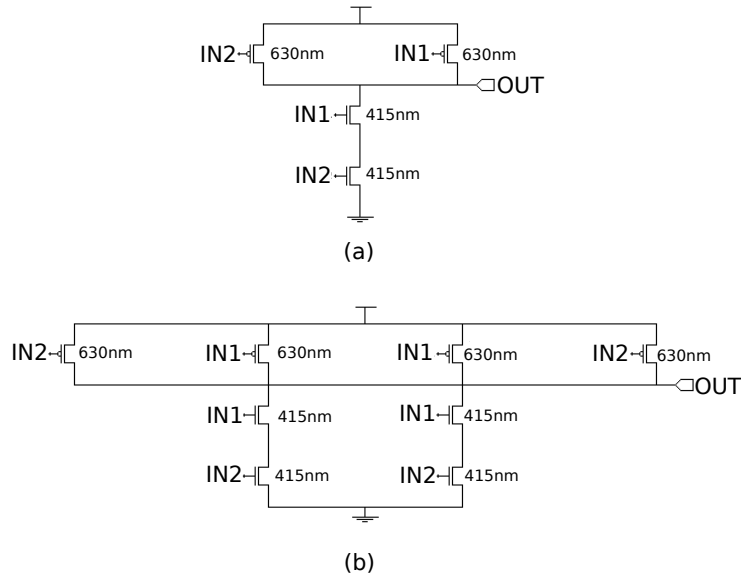 IN2 630nm IN1 630nm
OUT
IN1 415nm
IN2 415nm
(a)
IN2 630nm IN1 630nm IN1 630nm IN2 630nm
OUT
IN1 415nm IN1 415nm
IN2 415nm IN2 415nm
(b)